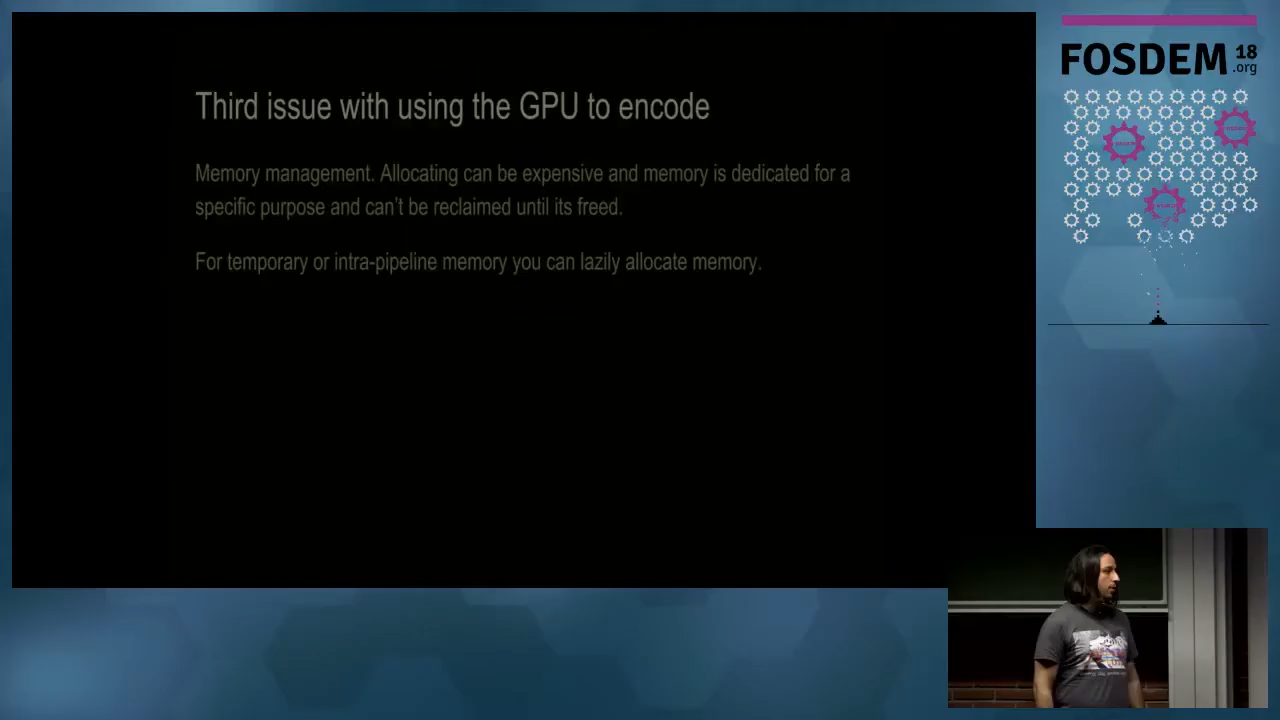 Third issue with using the GPU to encode
Memory management. Allocating can be expensive and memory is dedicated for a
specific purpose and can't be reclaimed until its freed.
For temporary or intra-pipeline memory you can lazily allocate memory.
FOSDEM 18
.org